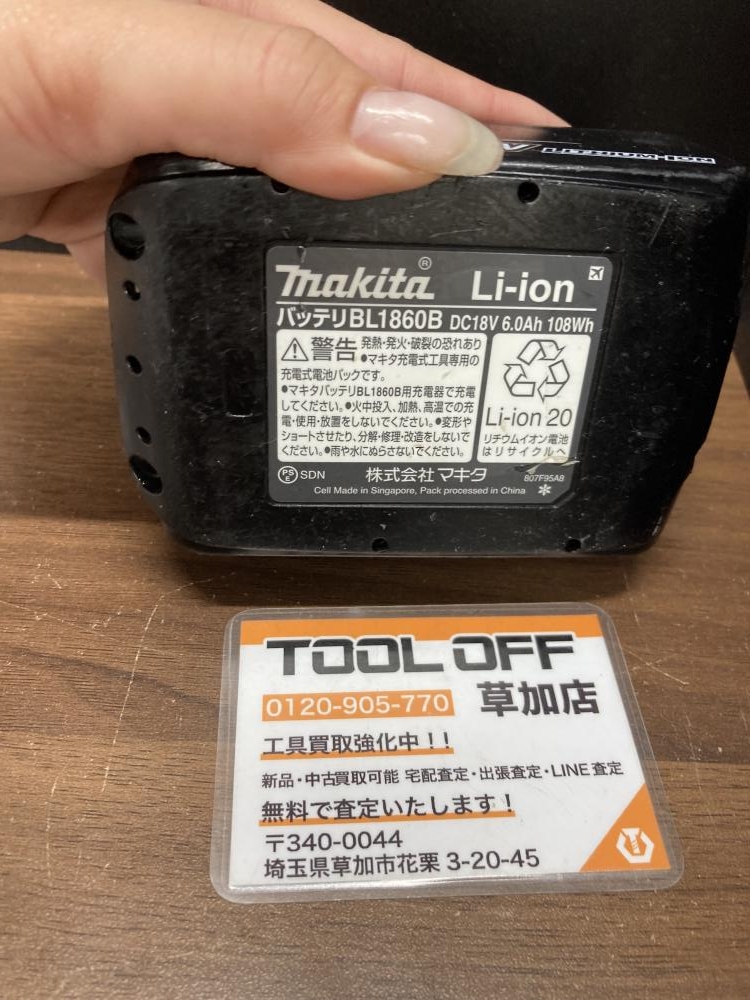 makita® Li-ion
バッテリBL1860B DC18V 6.0Ah 108Wh
警告 発熱・発火・破裂の恐れあり
●マキタ充電式工具専用の
充電式電池パックです。
●マキタバッテリBL1860B用充電器で充電
してください。●火中投入、加熱、高温での充
電・使用・放置をしないでください。●変形や
ショートさせたり、分解・修理・改造をしないで
ください。●雨や水にぬらさないでください。
Li-ion 20
リチウムイオン電池
はリサイクルへ
PSE SDN 株式会社 マキタ 807F95A8
Cell Made in Singapore, Pack processed in China ✻
TOOL OFF
0120-905-770 草加店
工具買取強化中!!
新品・中古買取可能 宅配査定・出張査定・LINE査定
無料で査定いたします!
〒340-0044
埼玉県草加市花栗 3-20-45